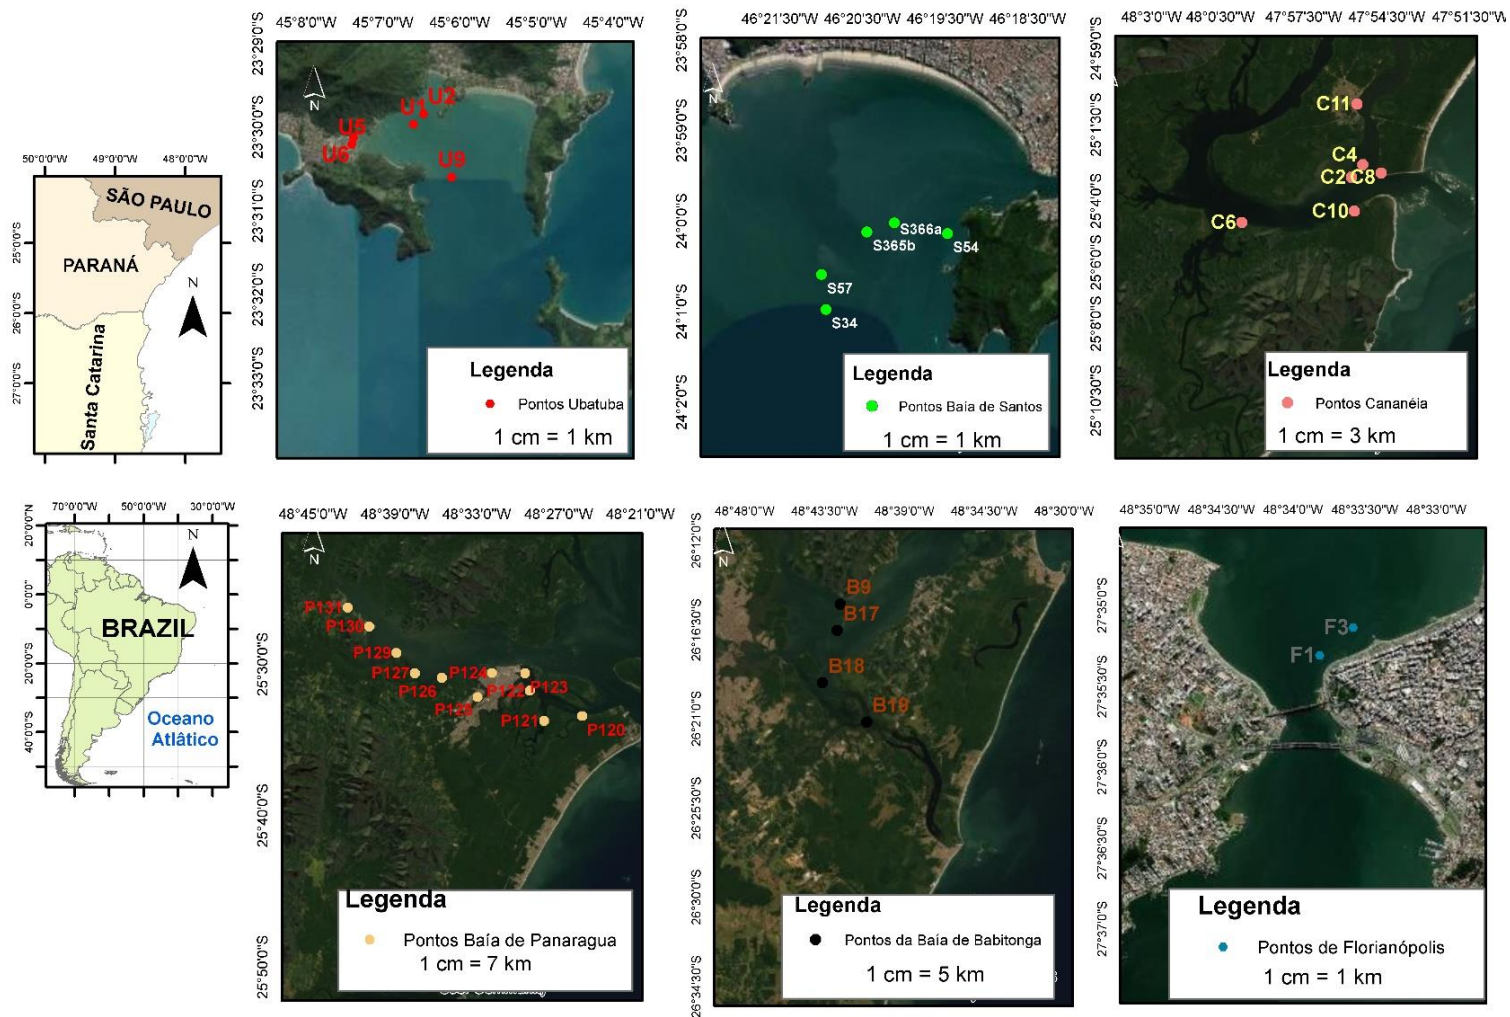 50°0'0"W 49°0'0"W 48°0'0"W
25°0'0"S
26°0'0"S
27°0'0"S
SÃO PAULO
PARANÁ
Santa Catarina
N
45°8'0"W 45°7'0"W 45°6'0"W 45°5'0"W 45°4'0"W
23°29'0"S
23°30'0"S
23°31'0"S
23°32'0"S
23°33'0"S
N
U1
U2
U5
U6
U9
Legenda
Pontos Ubatuba
1 cm = 1 km
46°21'30"W 46°20'30"W 46°19'30"W 46°18'30"W
23°58'0"S
23°59'0"S
24°0'0"S
24°1'0"S
24°2'0"S
N
S366a
S365b
S54
S57
S34
Legenda
Pontos Baía de Santos
1 cm = 1 km
48°3'0"W 48°0'30"W 47°57'30"W 47°54'30"W 47°51'30"W
24°59'0"S
25°1'30"S
25°4'0"S
25°6'0"S
25°8'0"S
25°10'30"S
C11
C4
C2
C8
C10
C6
Legenda
Pontos Cananéia
1 cm = 3 km
70°0'0"W 50°0'0"W 30°0'0"W
20°0'0"N
0°0'0"
20°0'0"S
40°0'0"S
N
BRAZIL
Oceano
Atlâtico
48°45'0"W 48°39'0"W 48°33'0"W 48°27'0"W 48°21'0"W
25°30'0"S
25°40'0"S
25°50'0"S
N
P131
P130
P129
P127
P124
P126
P122
P123
P125
P121
P120
Legenda
Pontos Baía de Panaragua
1 cm = 7 km
48°48'0"W 48°43'30"W 48°39'0"W 48°34'30"W 48°30'0"W
26°12'0"S
26°16'30"S
26°21'0"S
26°25'30"S
26°30'0"S
26°34'30"S
N
B9
B17
B18
B19
Legenda
Pontos da Baía de Babitonga
1 cm = 5 km
48°35'0"W 48°34'30"W 48°34'0"W 48°33'30"W 48°33'0"W
27°35'0"S
27°35'30"S
27°36'0"S
27°36'30"S
27°37'0"S
F3
F1
Legenda
Pontos de Florianópolis
1 cm = 1 km